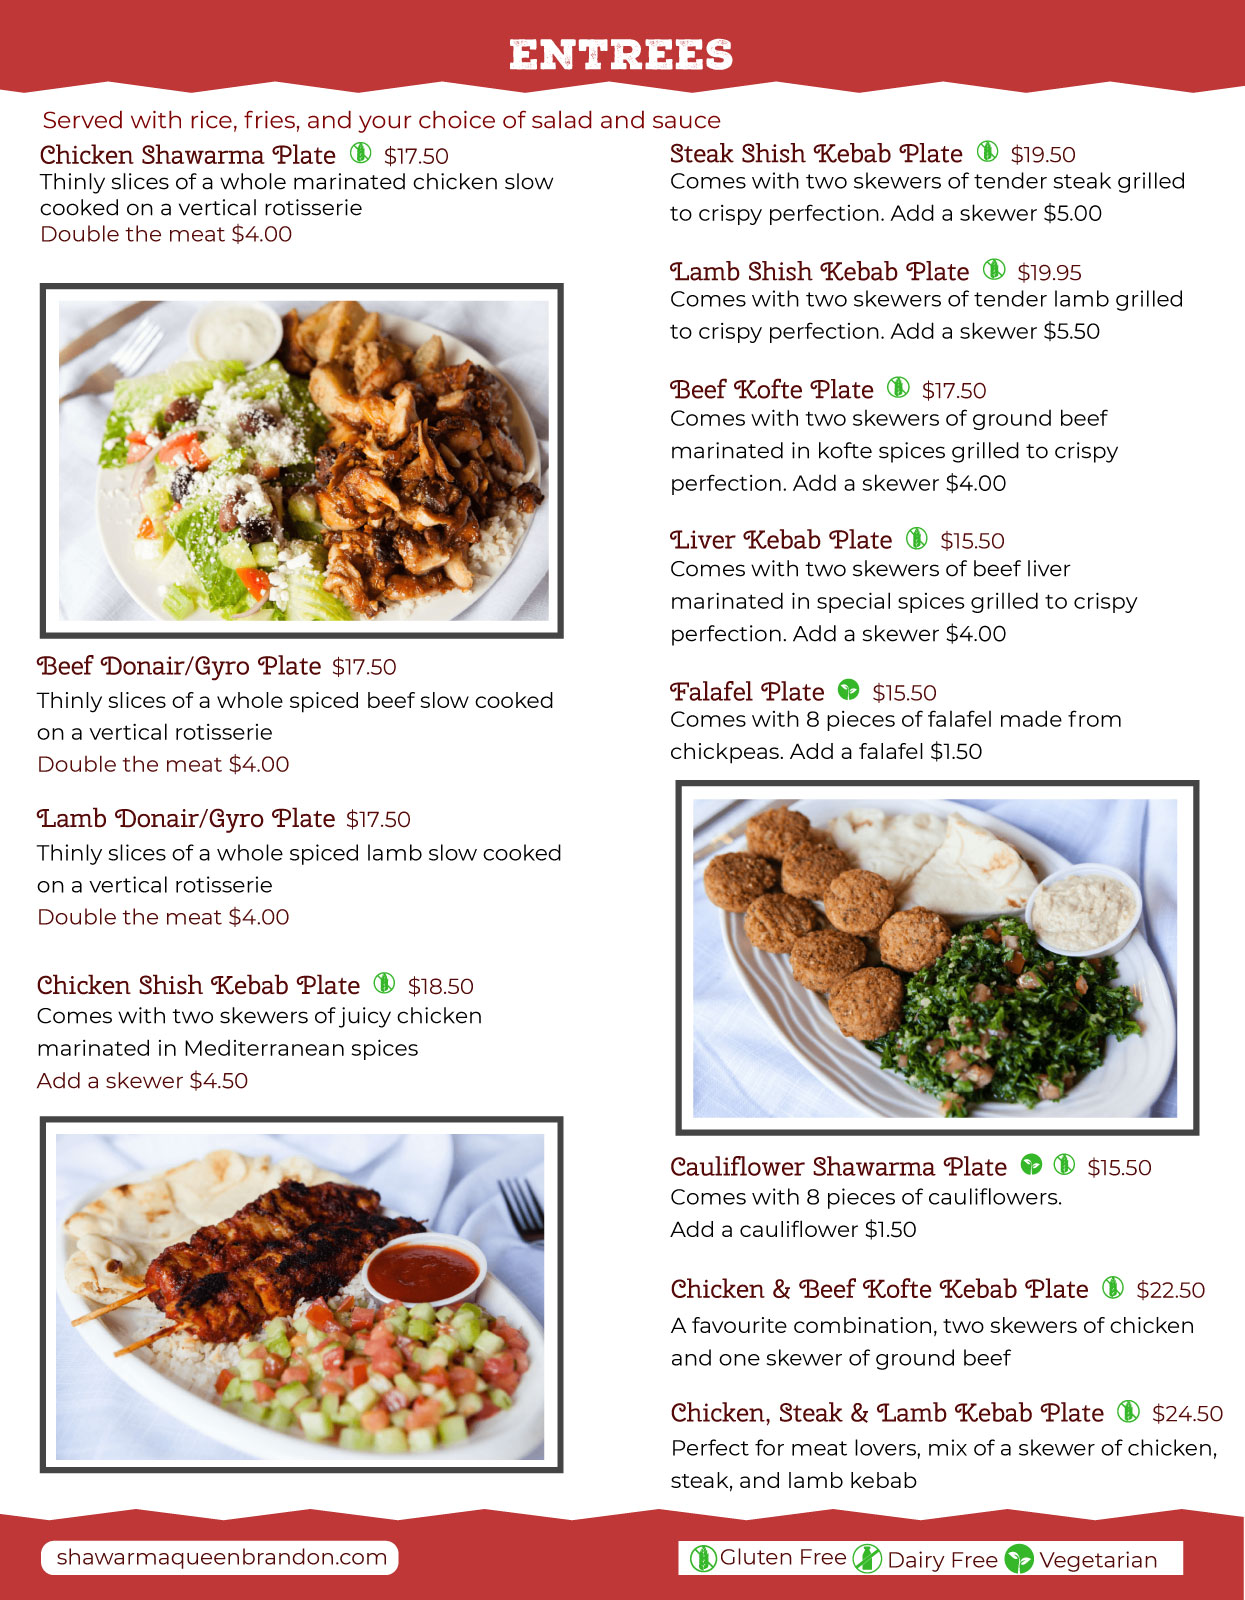 ENTREES
Served with rice, fries, and your choice of salad and sauce
Chicken Shawarma Plate $17.50
Thinly slices of a whole marinated chicken slow
cooked on a vertical rotisserie
Double the meat $4.00
Beef Donair/Gyro Plate $17.50
Thinly slices of a whole spiced beef slow cooked
on a vertical rotisserie
Double the meat $4.00
Lamb Donair/Gyro Plate $17.50
Thinly slices of a whole spiced lamb slow cooked
on a vertical rotisserie
Double the meat $4.00
Chicken Shish Kebab Plate $18.50
Comes with two skewers of juicy chicken
marinated in Mediterranean spices
Add a skewer $4.50
Steak Shish Kebab Plate $19.50
Comes with two skewers of tender steak grilled
to crispy perfection. Add a skewer $5.00
Lamb Shish Kebab Plate $19.95
Comes with two skewers of tender lamb grilled
to crispy perfection. Add a skewer $5.50
Beef Kofte Plate $17.50
Comes with two skewers of ground beef
marinated in kofte spices grilled to crispy
perfection. Add a skewer $4.00
Liver Kebab Plate $15.50
Comes with two skewers of beef liver
marinated in special spices grilled to crispy
perfection. Add a skewer $4.00
Falafel Plate $15.50
Comes with 8 pieces of falafel made from
chickpeas. Add a falafel $1.50
Cauliflower Shawarma Plate $15.50
Comes with 8 pieces of cauliflowers.
Add a cauliflower $1.50
Chicken & Beef Kofte Kebab Plate $22.50
A favourite combination, two skewers of chicken
and one skewer of ground beef
Chicken, Steak & Lamb Kebab Plate $24.50
Perfect for meat lovers, mix of a skewer of chicken,
steak, and lamb kebab
shawarmaqueenbrandon.com
Gluten Free Dairy Free Vegetarian